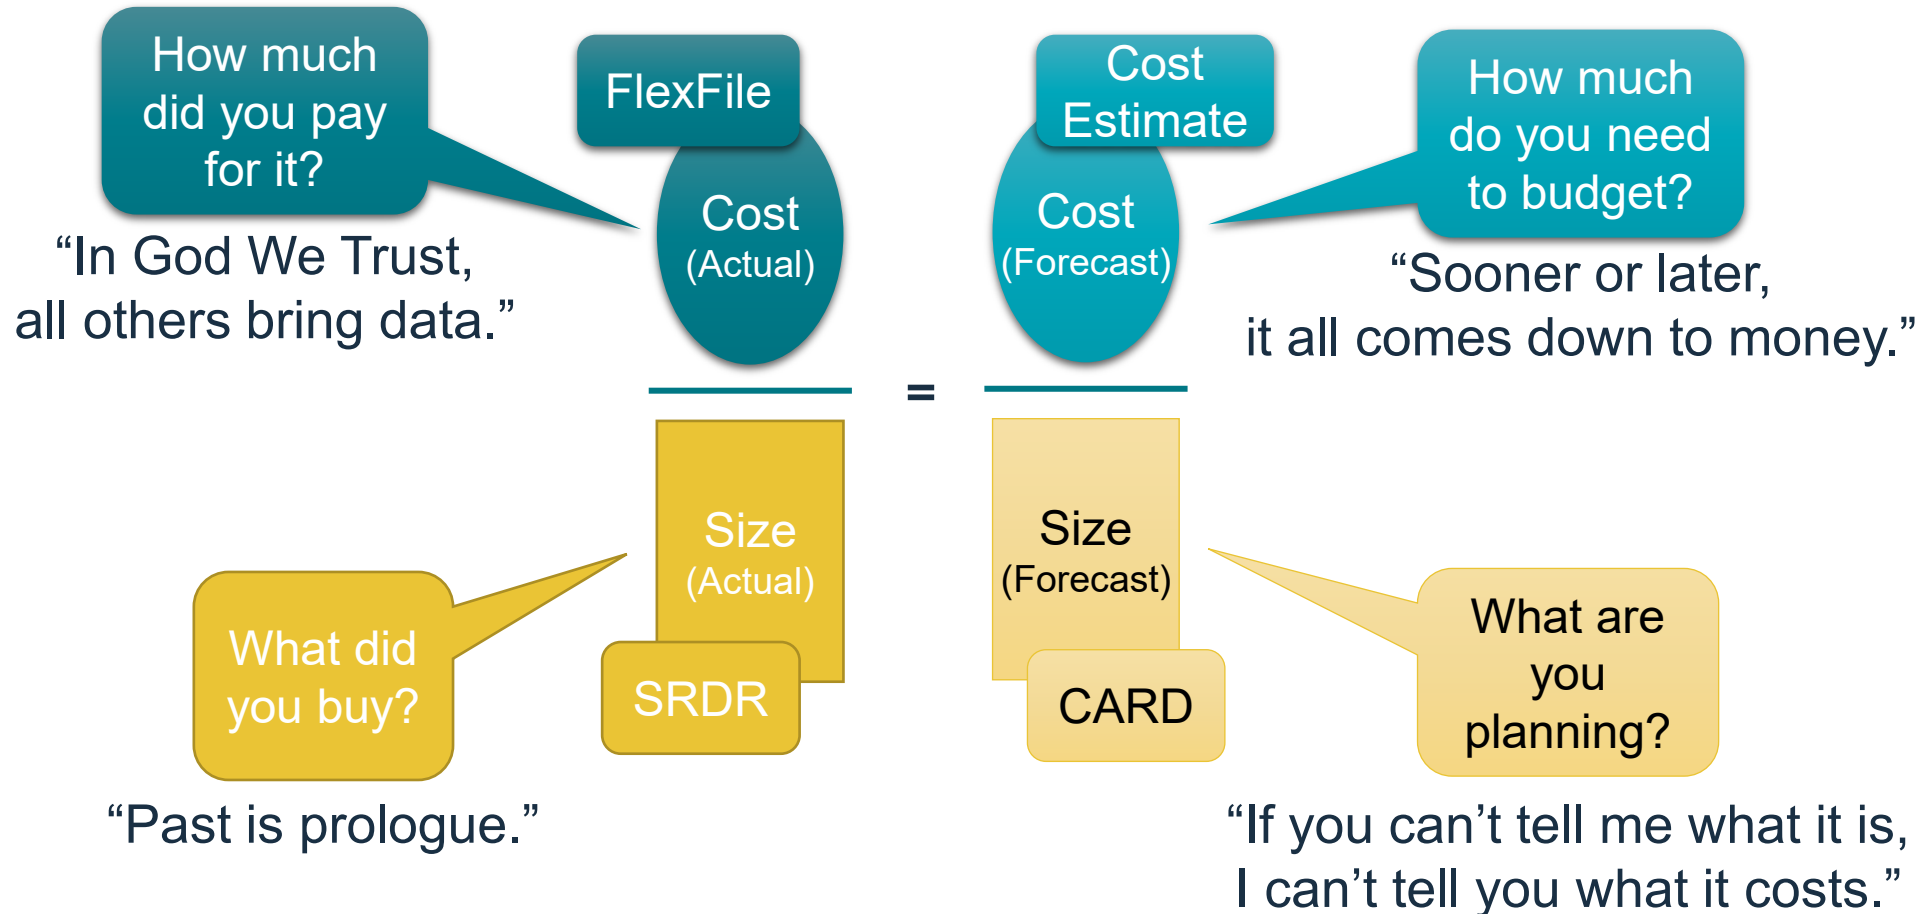 How much
did you pay
for it?
FlexFile
Cost
Estimate
How much
do you need
to budget?
Cost
(Actual)
Cost
(Forecast)
“In God We Trust,
all others bring data.”
“Sooner or later,
it all comes down to money.”
=
Size
(Actual)
Size
(Forecast)
What did
you buy?
SRDR
CARD
What are
you
planning?
“Past is prologue.”
“If you can’t tell me what it is,
I can’t tell you what it costs.”